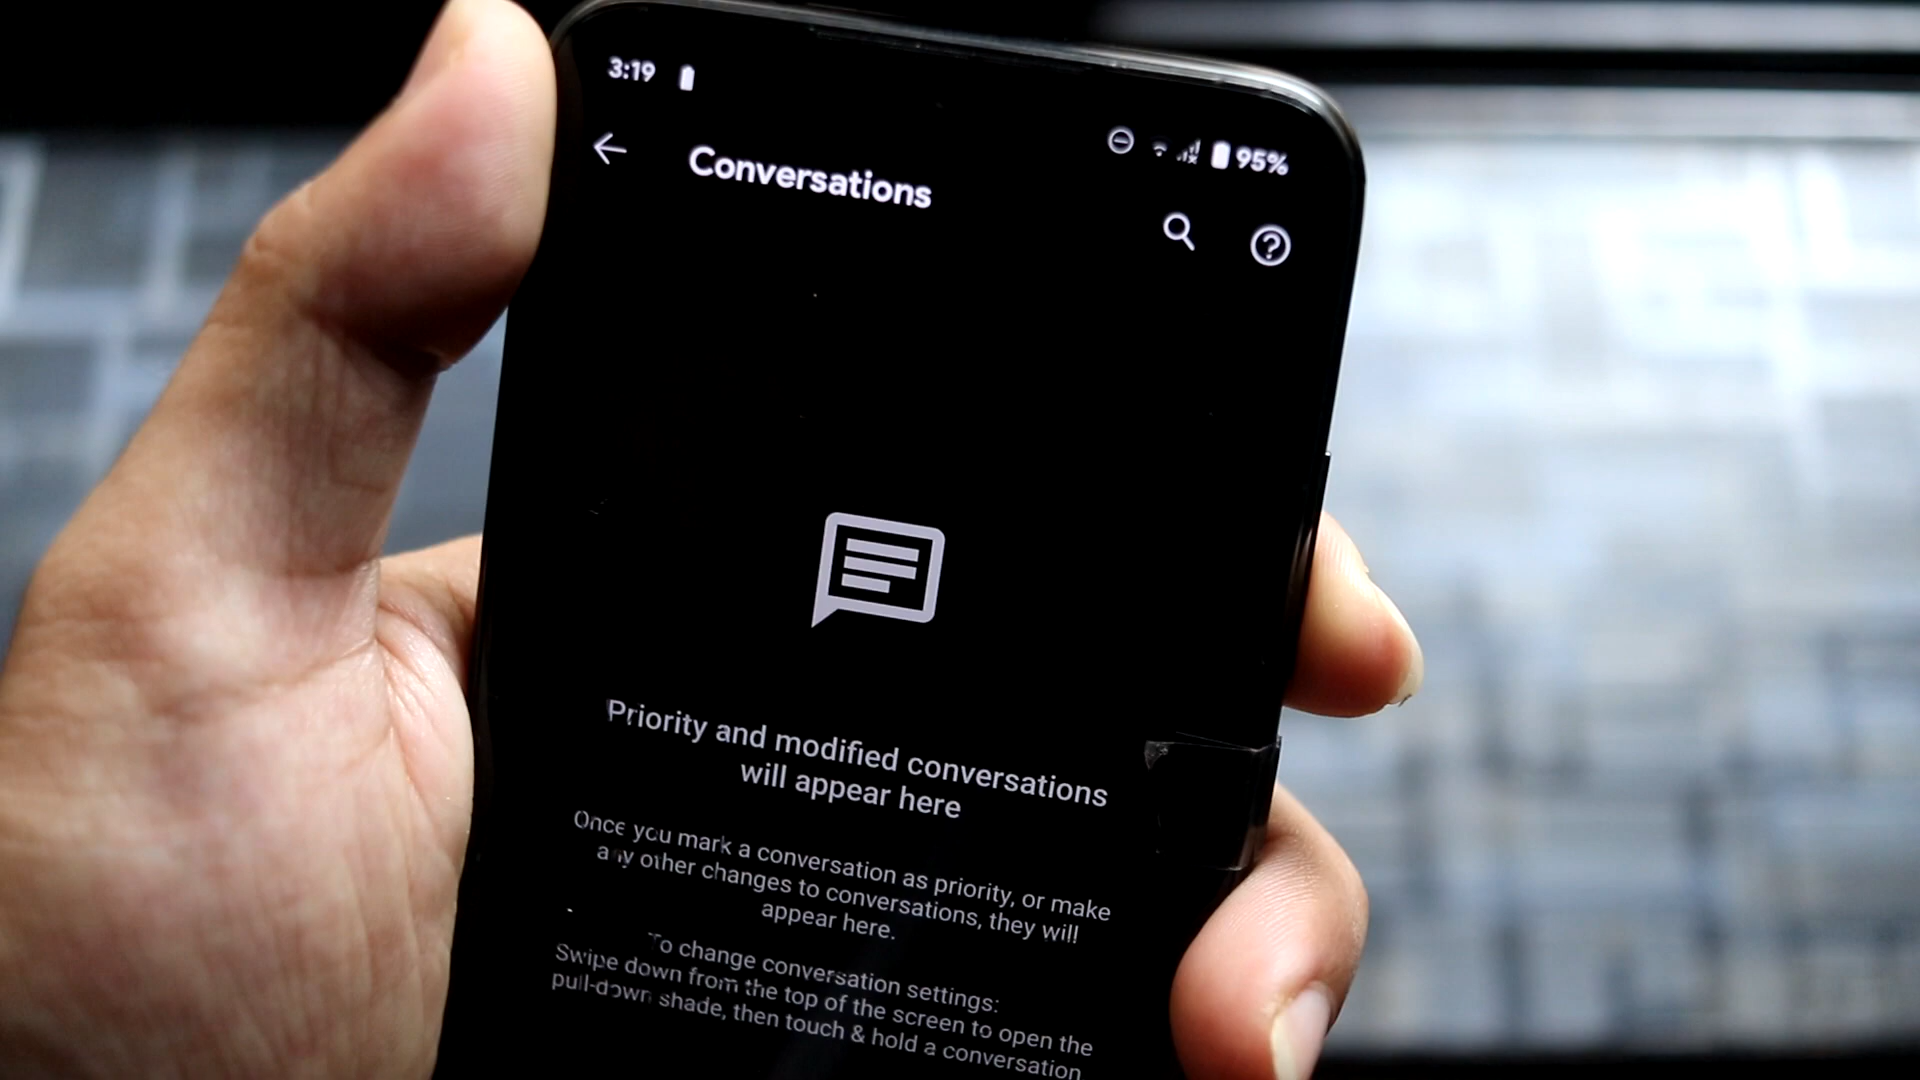 3:19
95%
Conversations
Priority and modified conversations
will appear here
Once you mark a conversation as priority, or make
any other changes to conversations, they will
appear here.
To change conversation settings:
Swipe down from the top of the screen to open the
pull-down shade, then touch & hold a conversation